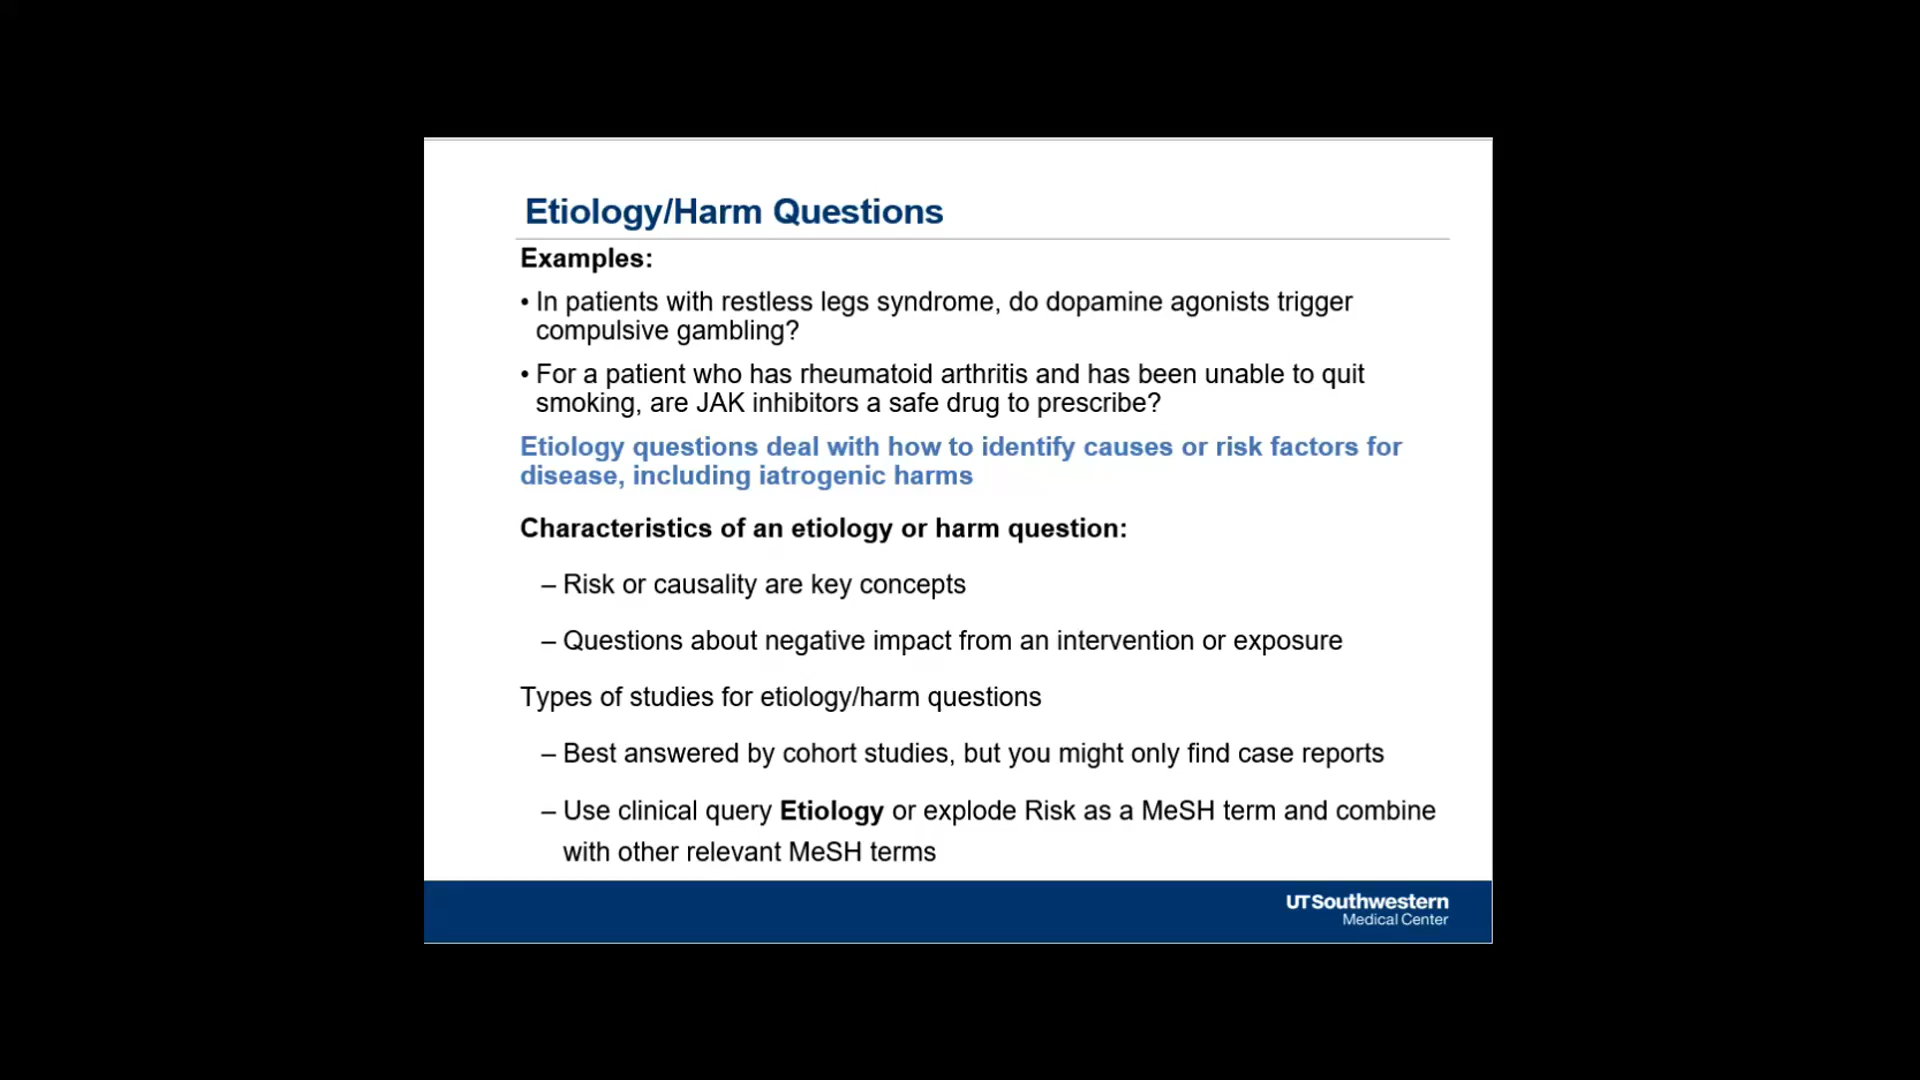 Etiology/Harm Questions
Examples:
• In patients with restless legs syndrome, do dopamine agonists trigger
compulsive gambling?
• For a patient who has rheumatoid arthritis and has been unable to quit
smoking, are JAK inhibitors a safe drug to prescribe?
Etiology questions deal with how to identify causes or risk factors for
disease, including iatrogenic harms
Characteristics of an etiology or harm question:
– Risk or causality are key concepts
– Questions about negative impact from an intervention or exposure
Types of studies for etiology/harm questions
– Best answered by cohort studies, but you might only find case reports
– Use clinical query Etiology or explode Risk as a MeSH term and combine
with other relevant MeSH terms
UTSouthwestern
Medical Center